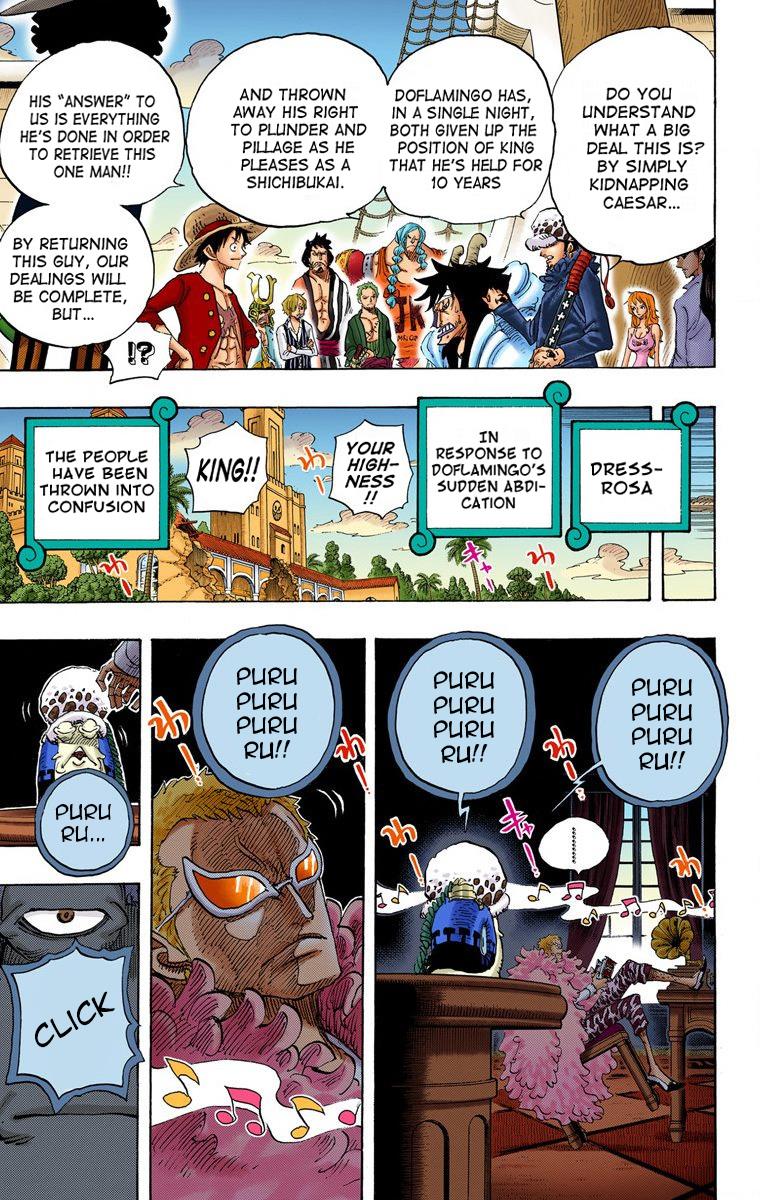 DO YOU
UNDERSTAND
WHAT A BIG
DEAL THIS IS?
BY SIMPLY
KIDNAPPING
CAESAR...
DOFLAMINGO HAS,
IN A SINGLE NIGHT,
BOTH GIVEN UP THE
POSITION OF KING
THAT HE'S HELD FOR
10 YEARS
AND THROWN
AWAY HIS RIGHT
TO PLUNDER AND
PILLAGE AS HE
PLEASES AS A
SHICHIBUKAI.
HIS "ANSWER" TO
US IS EVERYTHING
HE'S DONE IN ORDER
TO RETRIEVE THIS
ONE MAN!!
BY RETURNING
THIS GUY, OUR
DEALINGS WILL
BE COMPLETE,
BUT...
!?
DRESS-
ROSA
IN
RESPONSE TO
DOFLAMINGO'S
SUDDEN ABDI-
CATION
YOUR
HIGH-
NESS
!!
KING!!
THE PEOPLE
HAVE BEEN
THROWN INTO
CONFUSION
PURU
PURU
PURU
RU!!
PURU
PURU
PURU
RU!!
..........
PURU
PURU
PURU
RU!!
PURU
RU...
CLICK